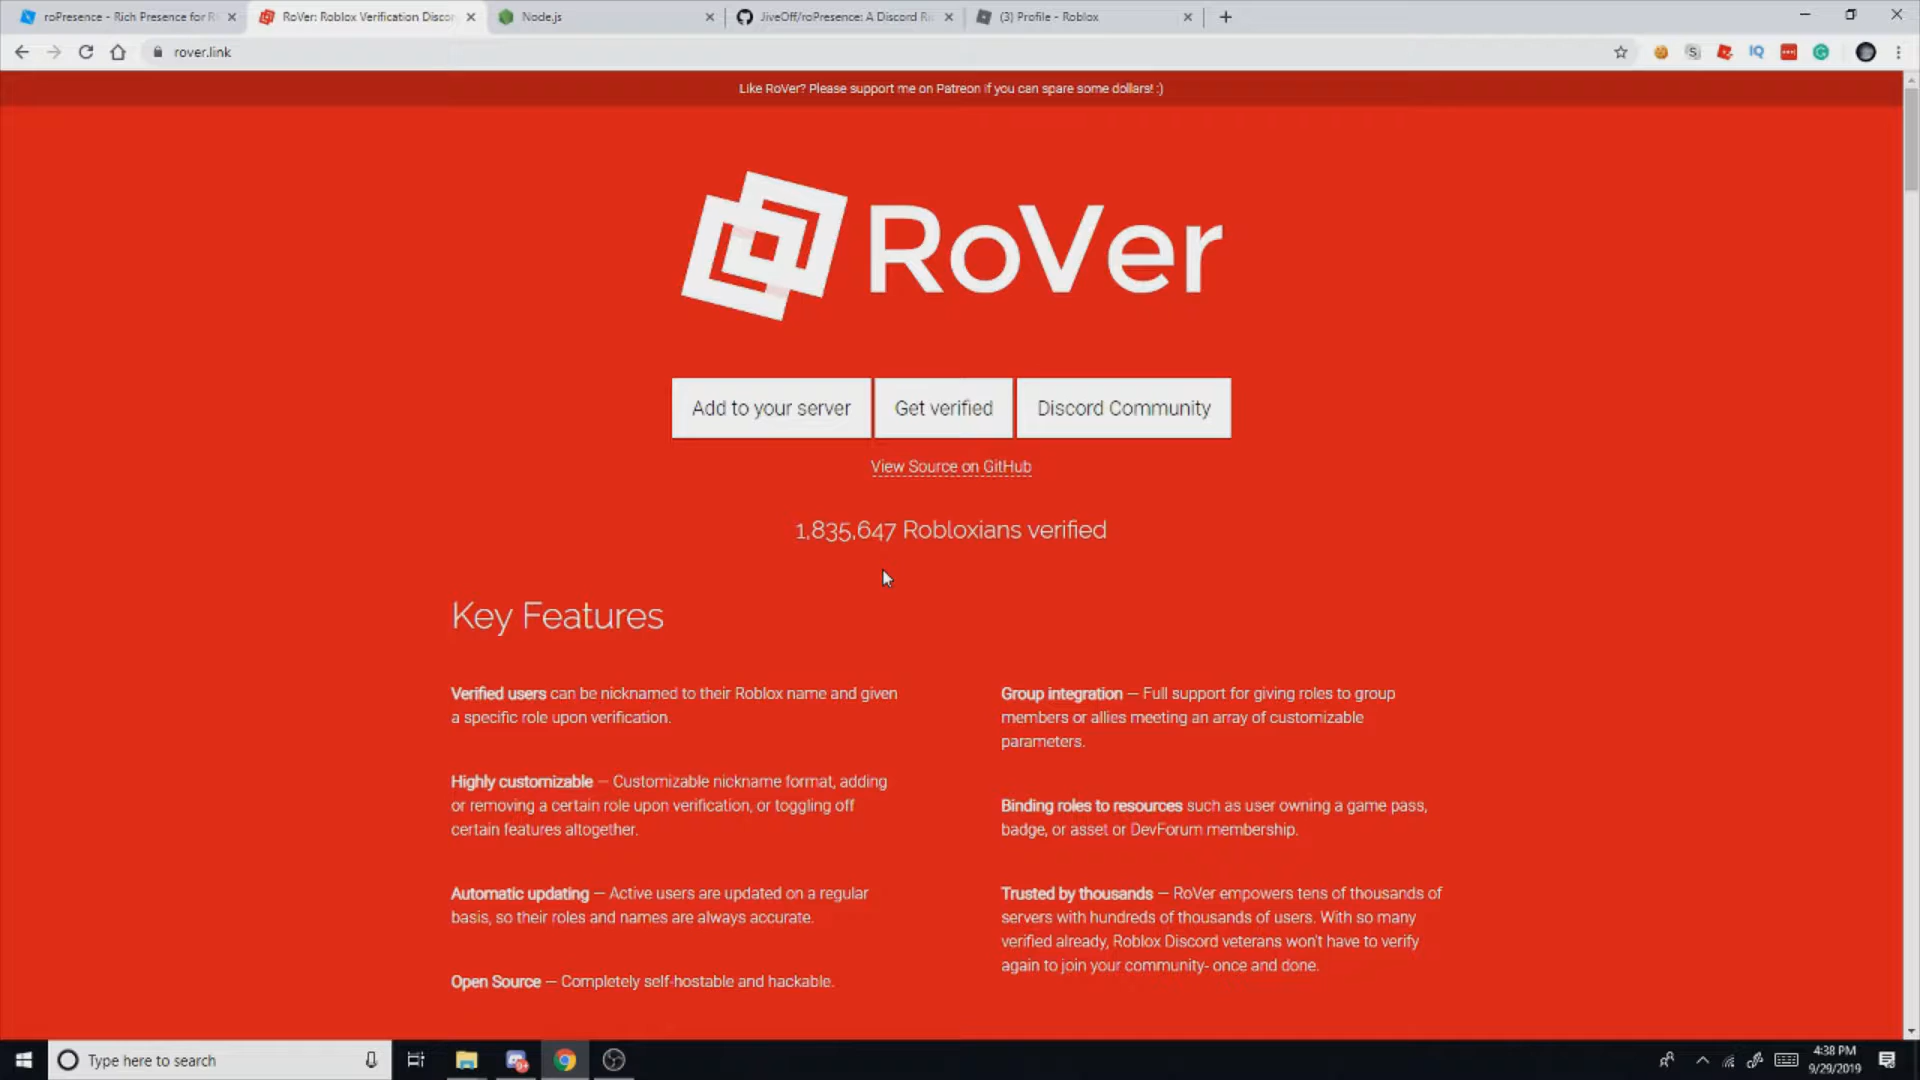 roPresence - Rich Presence for R
RoVer: Roblox Verification Discor
Node.js
JiveOff/roPresence: A Discord Ri
(3) Profile - Roblox
rover.link
Like RoVer? Please support me on Patreon if you can spare some dollars! :)
RoVer
Add to your server
Get verified
Discord Community
View Source on GitHub
1,835,647 Robloxians verified
Key Features
Verified users can be nicknamed to their Roblox name and given
a specific role upon verification.
Highly customizable — Customizable nickname format, adding
or removing a certain role upon verification, or toggling off
certain features altogether.
Automatic updating — Active users are updated on a regular
basis, so their roles and names are always accurate.
Open Source — Completely self-hostable and hackable.
Group integration — Full support for giving roles to group
members or allies meeting an array of customizable
parameters.
Binding roles to resources such as user owning a game pass,
badge, or asset or DevForum membership.
Trusted by thousands — RoVer empowers tens of thousands of
servers with hundreds of thousands of users. With so many
verified already, Roblox Discord veterans won't have to verify
again to join your community- once and done.
Type here to search
4:38 PM
9/29/2019